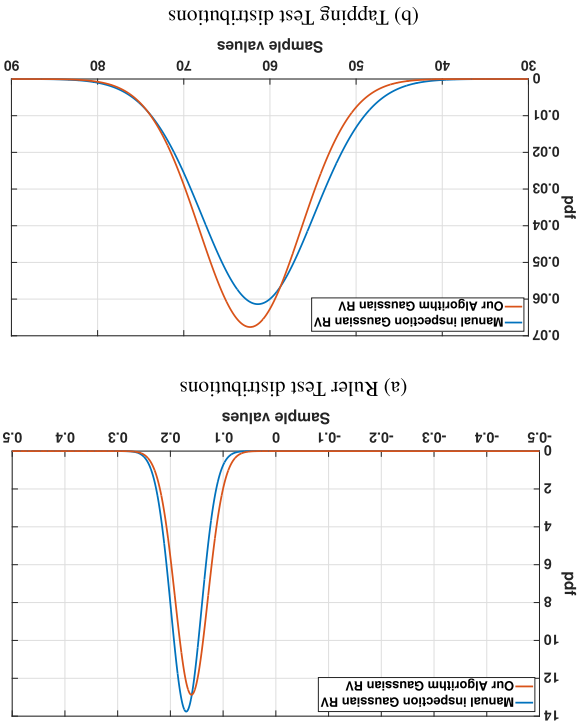 14
12
10
8
6
4
2
0
pdf
Manual inspection Gaussian RV
Our Algorithm Gaussian RV
-0.5 -0.4 -0.3 -0.2 -0.1 0 0.1 0.2 0.3 0.4 0.5
Sample values
(a) Ruler Test distributions
0.07
0.06
0.05
0.04
0.03
0.02
0.01
0
pdf
Manual inspection Gaussian RV
Our Algorithm Gaussian RV
30 40 50 60 70 80 90
Sample values
(b) Tapping Test distributions